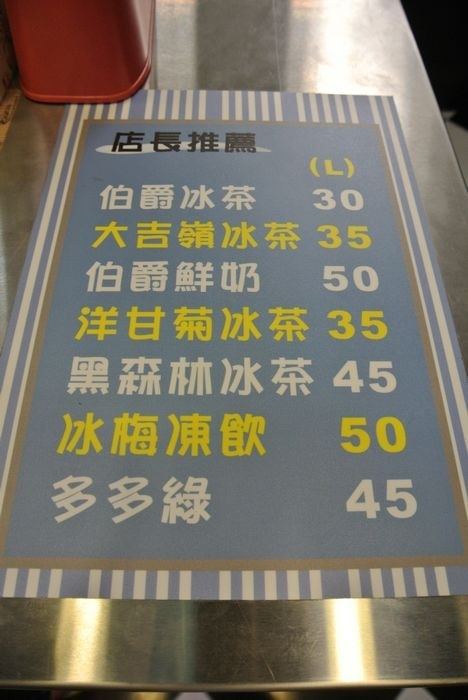 店長推薦
(L)
伯爵冰茶 30
大吉嶺冰茶 35
伯爵鮮奶 50
洋甘菊冰茶 35
黑森林冰茶 45
冰梅凍飲 50
多多綠 45